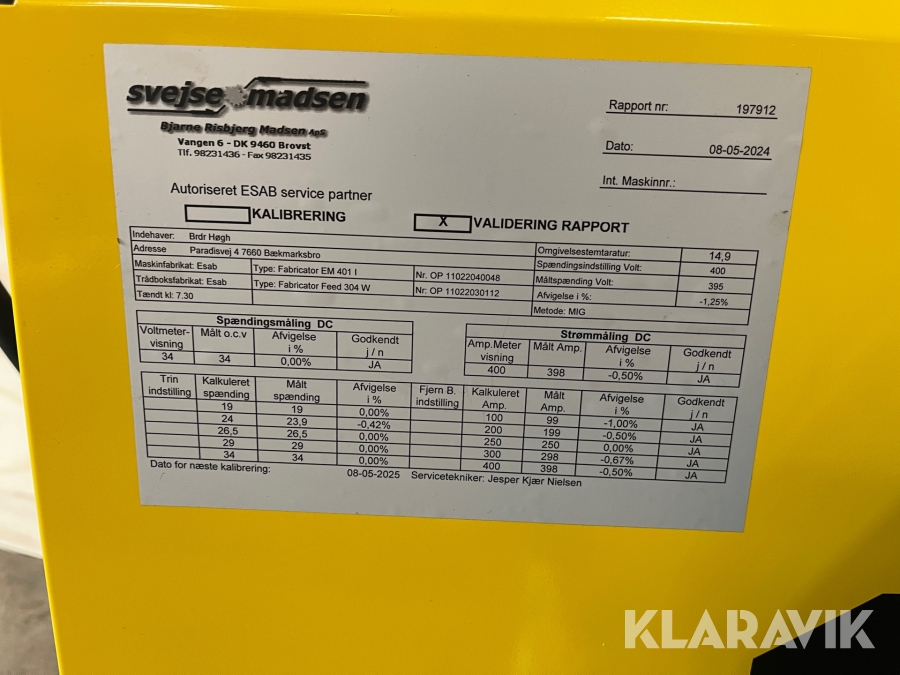 svejse madsen
Bjarne Risbjerg Madsen ApS
Vangen 6 - DK 9460 Brovst
Tlf. 98231436 - Fax 98231435
Rapport nr: 197912
Dato: 08-05-2024
Int. Maskinnr.:
Autoriseret ESAB service partner
KALIBRERING
X VALIDERING RAPPORT
Indehaver: Brdr Høgh
Adresse Paradisvej 4 7660 Bækmarksbro
Maskinfabrikat: Esab Type: Fabricator EM 401 I Nr. OP 11022040048
Trådboksfabrikat: Esab Type: Fabricator Feed 304 W Nr: OP 11022030112
Tændt kl: 7.30
Omgivelsestemtaratur: 14,9
Spændingsindstilling Volt: 400
Måltspænding Volt: 395
Afvigelse i %: -1,25%
Metode: MIG
Spændingsmåling DC
Voltmeter-visning Målt o.c.v Afvigelse i % Godkendt j / n
34 34 0,00% JA
Strømmåling DC
Amp.Meter visning Målt Amp. Afvigelse i % Godkendt j / n
400 398 -0,50% JA
Trin indstilling Kalkuleret spænding Målt spænding Afvigelse i % Fjern B. indstilling Kalkuleret Amp. Målt Amp. Afvigelse i % Godkendt j / n
19 19 0,00% 100 99 -1,00% JA
24 23,9 -0,42% 200 199 -0,50% JA
26,5 26,5 0,00% 250 250 0,00% JA
29 29 0,00% 300 298 -0,67% JA
34 34 0,00% 400 398 -0,50% JA
Dato for næste kalibrering: 08-05-2025 Servicetekniker: Jesper Kjær Nielsen
KLARAVIK